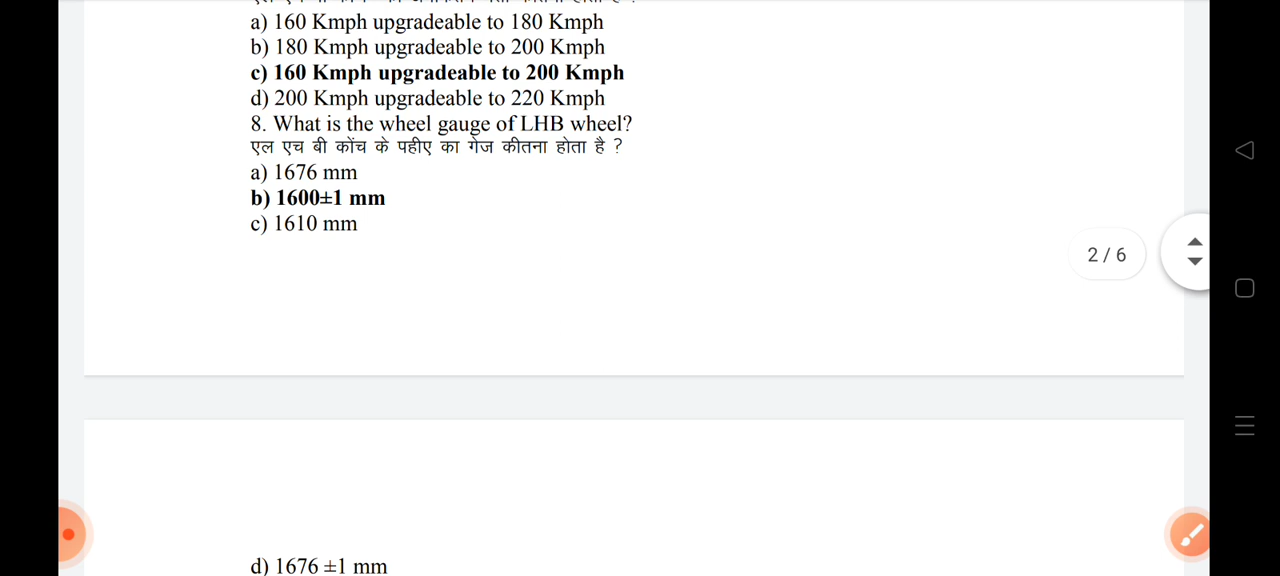 a) 160 Kmph upgradeable to 180 Kmph
b) 180 Kmph upgradeable to 200 Kmph
c) 160 Kmph upgradeable to 200 Kmph
d) 200 Kmph upgradeable to 220 Kmph
8. What is the wheel gauge of LHB wheel?
एल एच बी कोंच के पहीए का गेज कीतना होता है ?
a) 1676 mm
b) 1600±1 mm
c) 1610 mm
2 / 6
d) 1676 ±1 mm